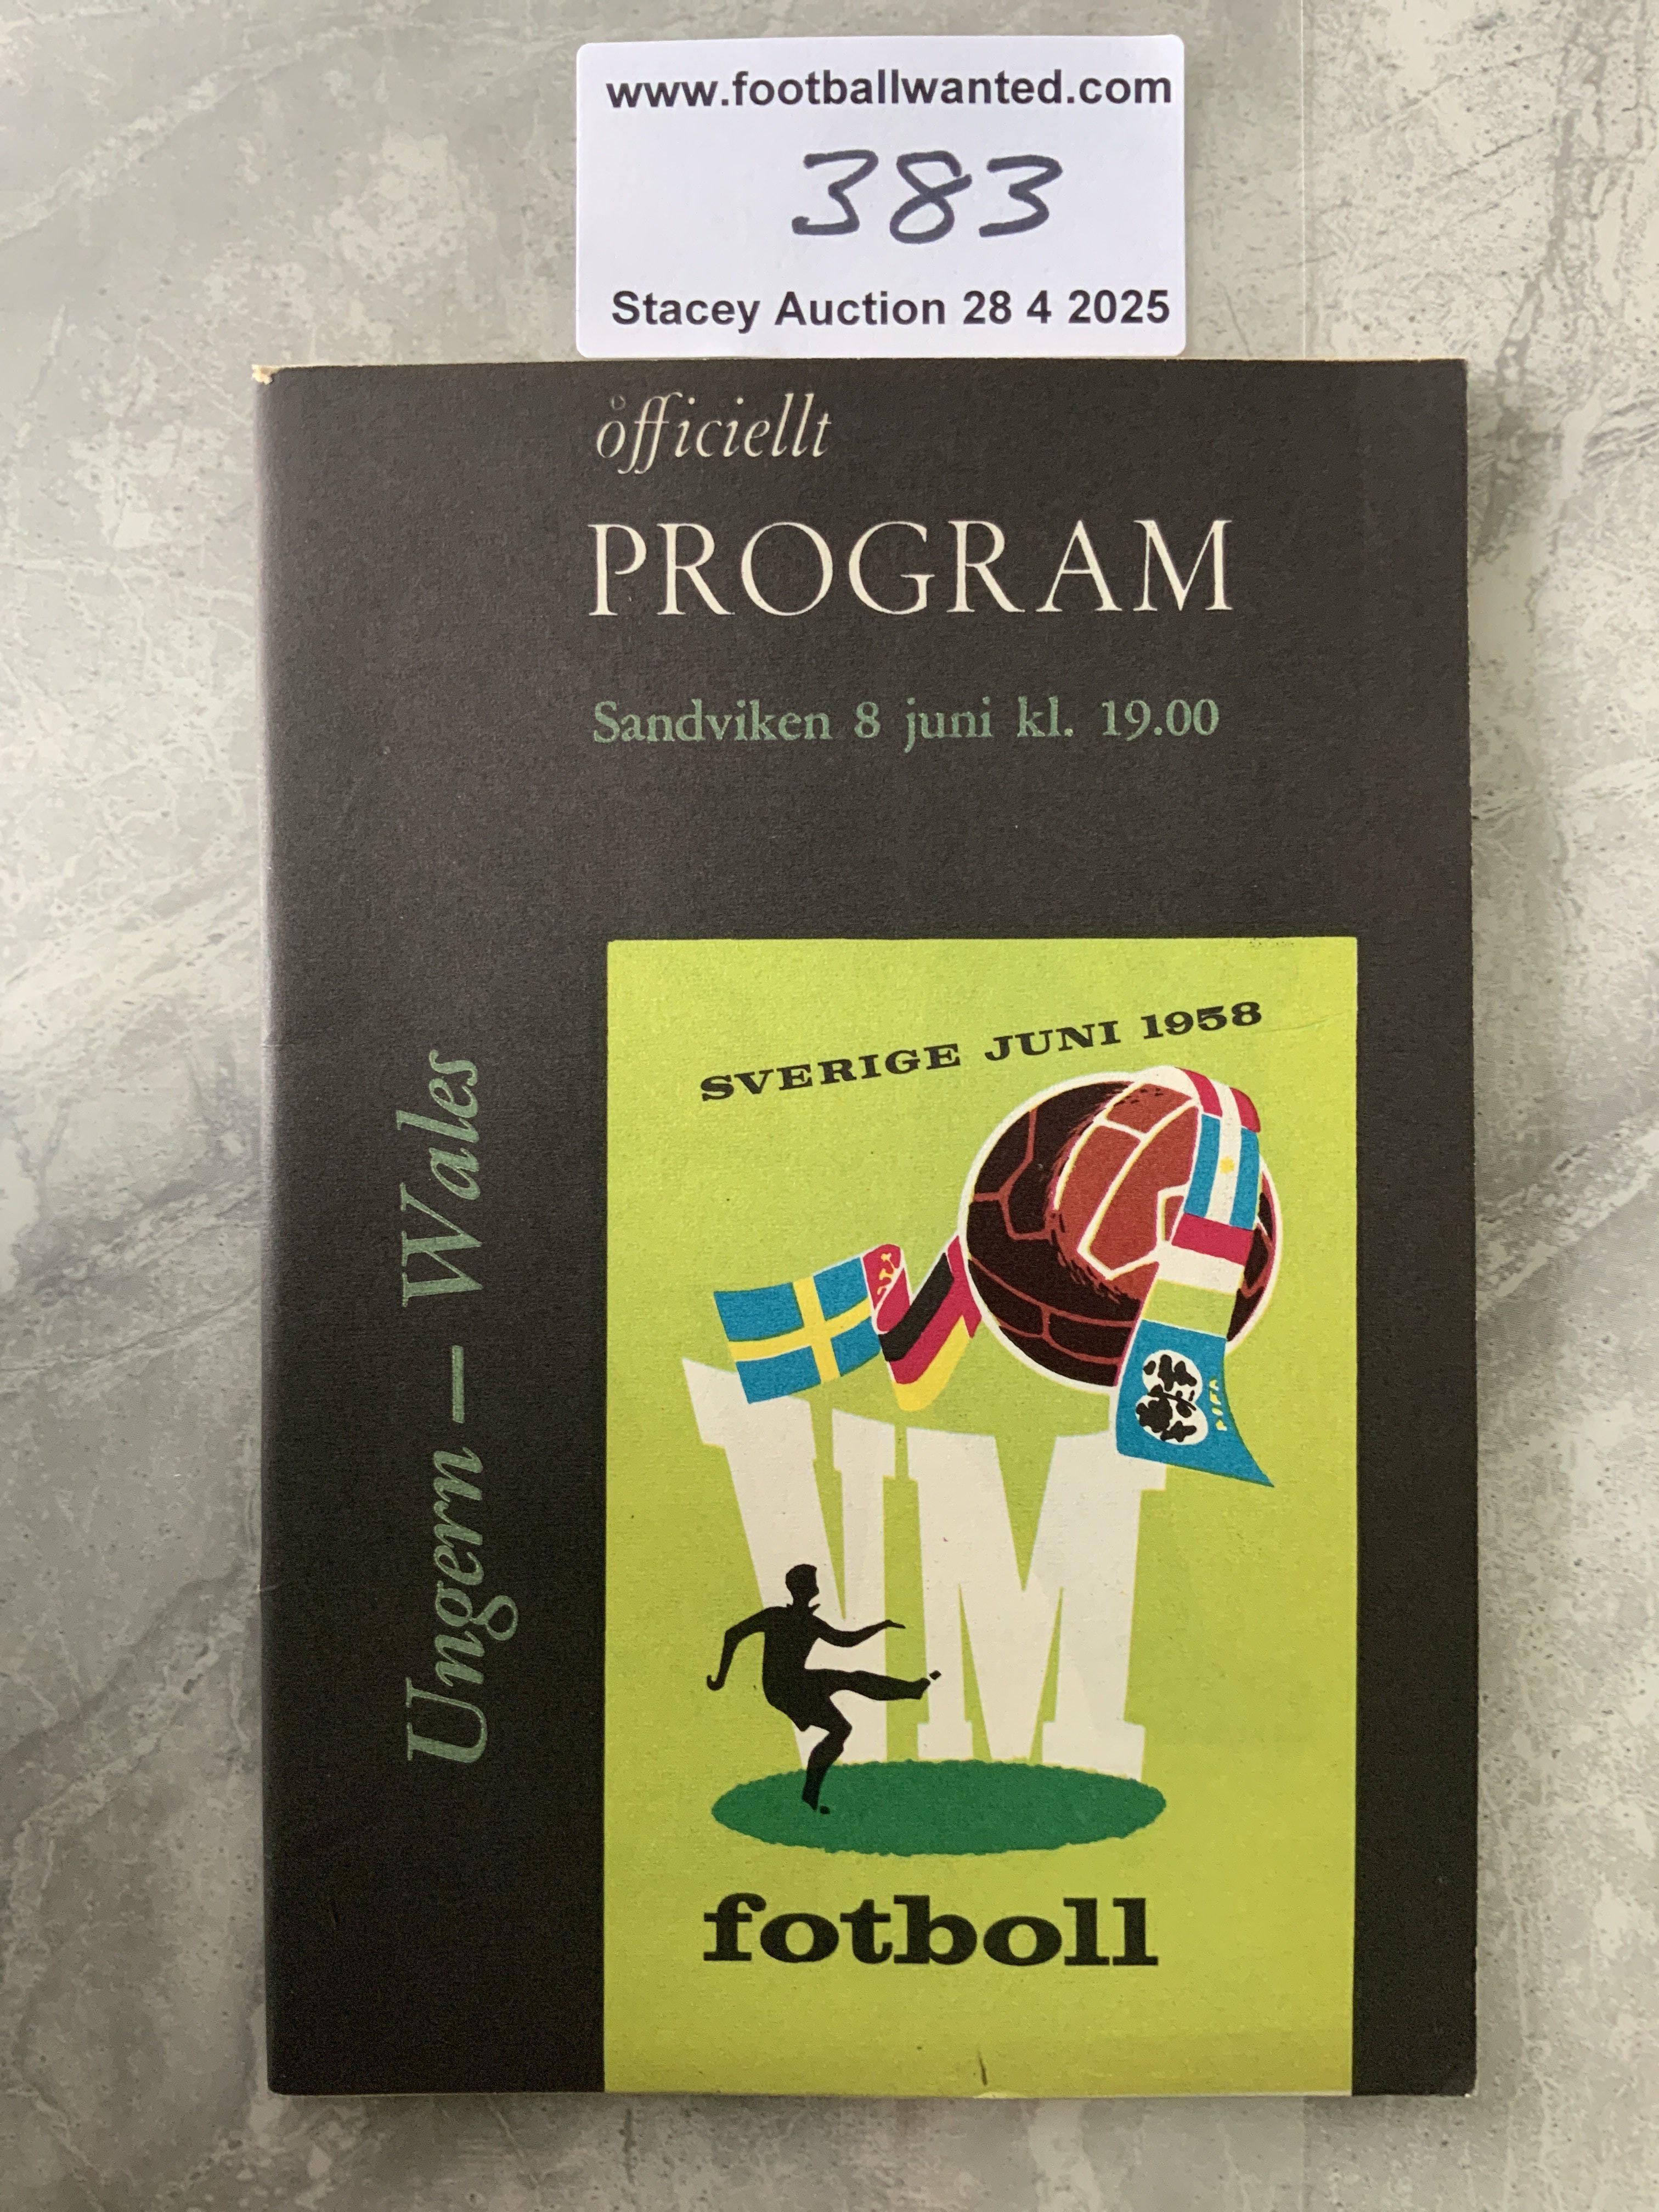 www.footballwanted.com
383
Stacey Auction 28 4 2025
officiellt
PROGRAM
Sandviken 8 juni kl. 19.00
Ungern — Wales
SVERIGE JUNI 1958
FIFA
VM
fotboll